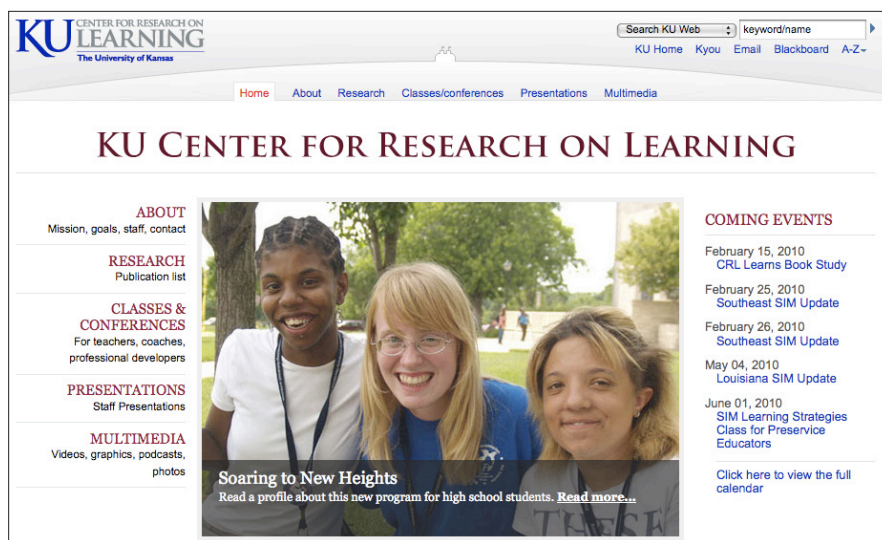 KU CENTER FOR RESEARCH ON
LEARNING
The University of Kansas
Search KU Web keyword/name
KU Home Kyou Email Blackboard A-Z
Home About Research Classes/conferences Presentations Multimedia
KU CENTER FOR RESEARCH ON LEARNING
ABOUT
Mission, goals, staff, contact
RESEARCH
Publication list
CLASSES &
CONFERENCES
For teachers, coaches,
professional developers
PRESENTATIONS
Staff Presentations
MULTIMEDIA
Videos, graphics, podcasts,
photos
THESE
Soaring to New Heights
Read a profile about this new program for high school students. Read more...
COMING EVENTS
February 15, 2010
CRL Learns Book Study
February 25, 2010
Southeast SIM Update
February 26, 2010
Southeast SIM Update
May 04, 2010
Louisiana SIM Update
June 01, 2010
SIM Learning Strategies
Class for Preservice
Educators
Click here to view the full
calendar